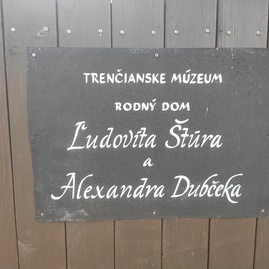 TRENČIANSKE MÚZEUM
RODNÝ DOM
Ľudovíta Štúra
a
Alexandra Dubčeka